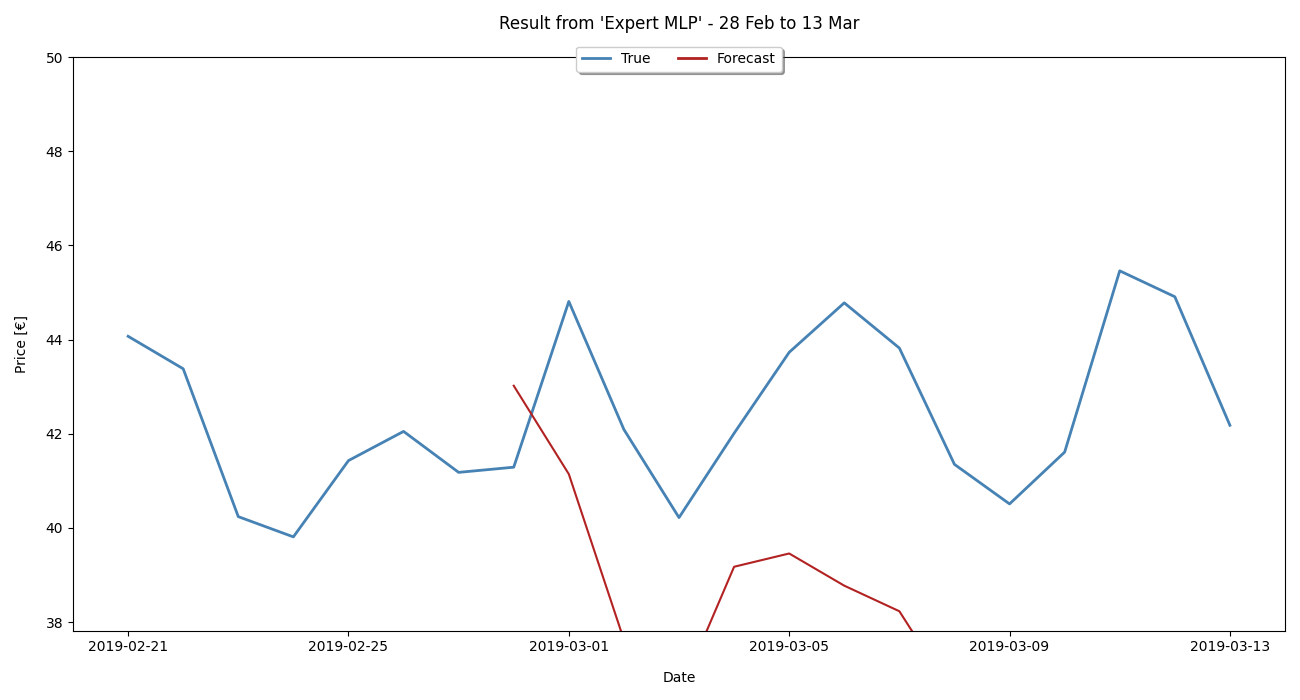 Result from 'Expert MLP' - 28 Feb to 13 Mar
True Forecast
50
48
46
44
42
40
38
Price [€]
2019-02-21 2019-02-25 2019-03-01 2019-03-05 2019-03-09 2019-03-13
Date